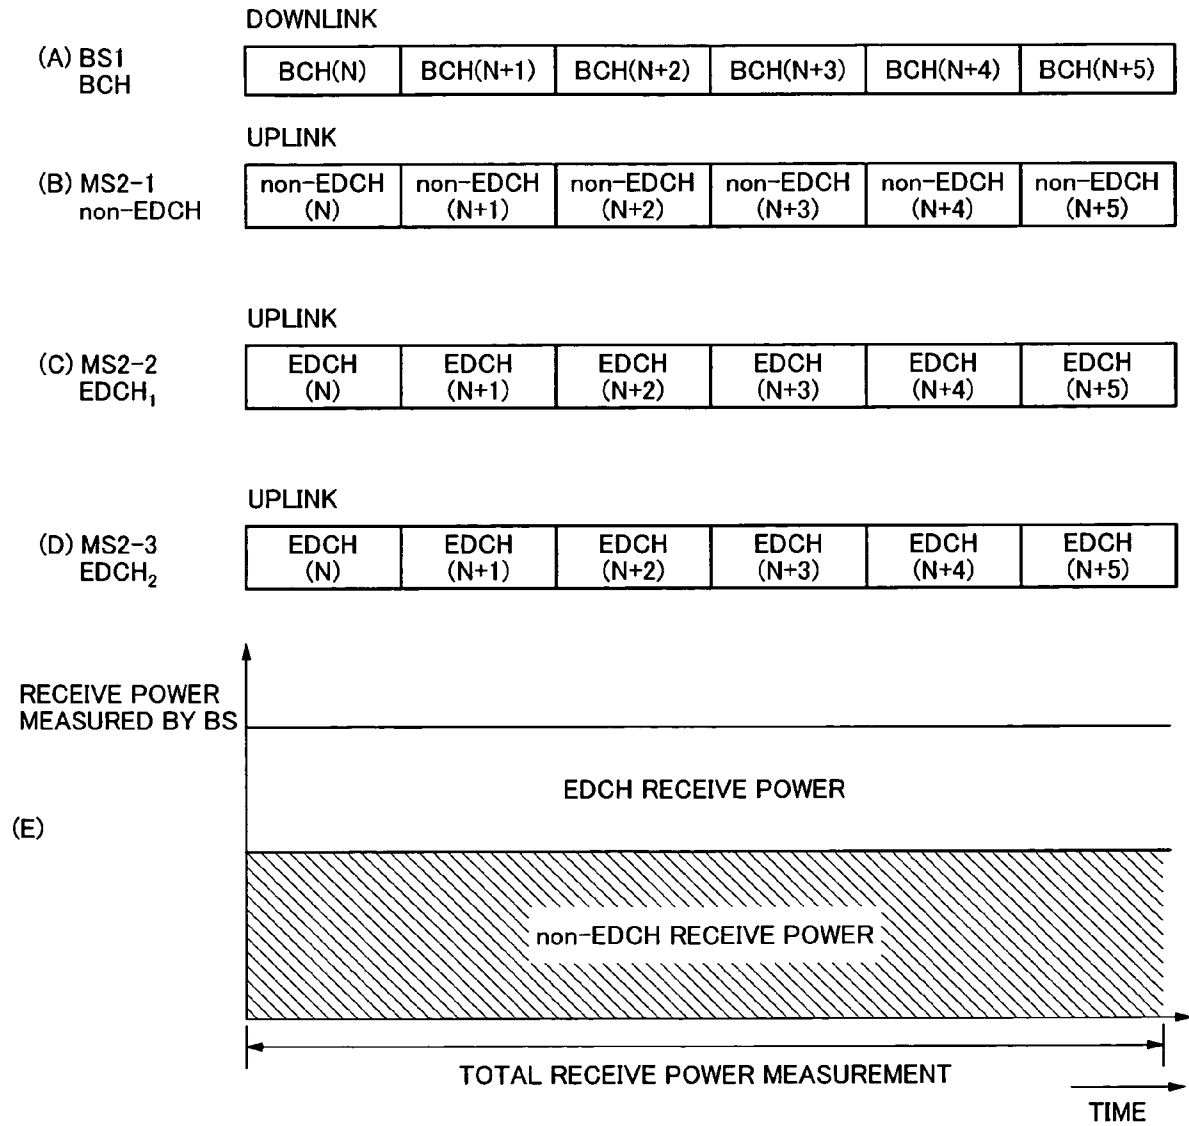 DOWNLINK
(A) BS1
BCH
BCH(N) BCH(N+1) BCH(N+2) BCH(N+3) BCH(N+4) BCH(N+5)
UPLINK
(B) MS2-1
non-EDCH
non-EDCH non-EDCH non-EDCH non-EDCH non-EDCH non-EDCH
(N) (N+1) (N+2) (N+3) (N+4) (N+5)
UPLINK
(C) MS2-2
EDCH₁
EDCH EDCH EDCH EDCH EDCH EDCH
(N) (N+1) (N+2) (N+3) (N+4) (N+5)
UPLINK
(D) MS2-3
EDCH₂
EDCH EDCH EDCH EDCH EDCH EDCH
(N) (N+1) (N+2) (N+3) (N+4) (N+5)
RECEIVE POWER
MEASURED BY BS
EDCH RECEIVE POWER
(E)
non-EDCH RECEIVE POWER
TOTAL RECEIVE POWER MEASUREMENT
TIME